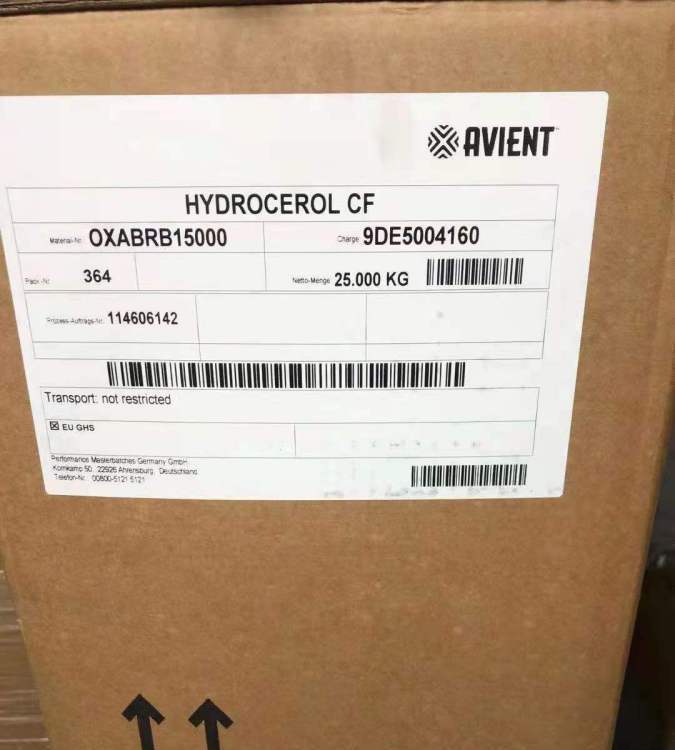 AVIENT
HYDROCEROL CF
Material-Nr. OXABRB15000 Charge 9DE5004160
Pack.-Nr. 364 Netto-Menge 25.000 KG
Prozess-Auftrags-Nr. 114606142
Transport: not restricted
EU GHS
Performance Masterbatches Germany GmbH
Kornkamp 50, 22926 Ahrensburg, Deutschland
Telefon-Nr. 00800-5121 5121